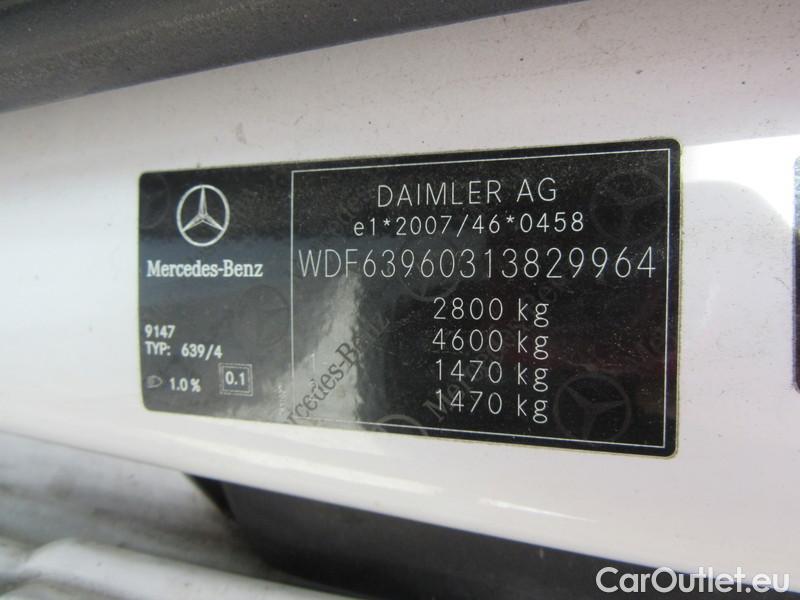 Mercedes-Benz
9147
TYP: 639/4
1.0 %
0.1
DAIMLER AG
e1*2007/46*0458
WDF63960313829964
2800 kg
4600 kg
1470 kg
1470 kg
CarOutlet.eu